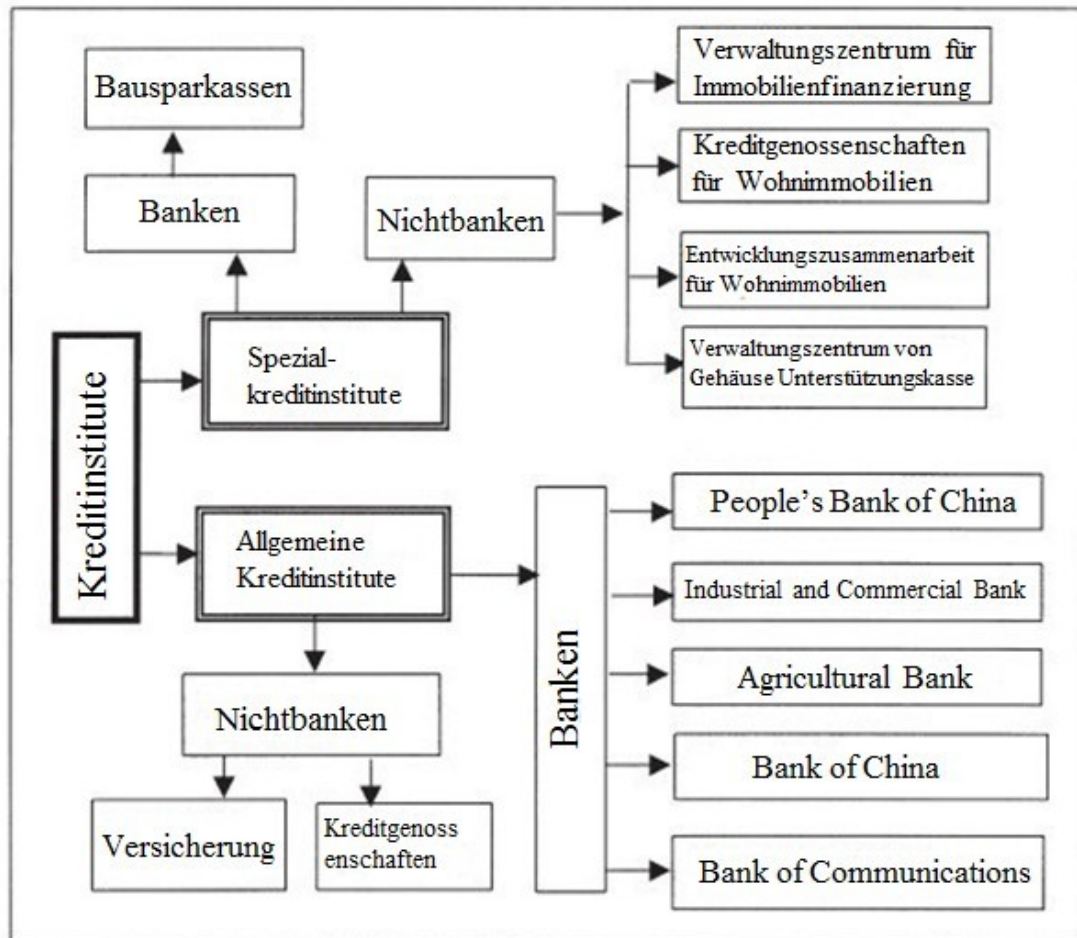 Bausparkassen
Banken
Nichtbanken
Verwaltungszentrum für
Immobilienfinanzierung
Kreditgenossenschaften
für Wohnimmobilien
Entwicklungszusammenarbeit
für Wohnimmobilien
Verwaltungszentrum von
Gehäuse Unterstützungskasse
Spezial-
kreditinstitute
Kreditinstitute
Allgemeine
Kreditinstitute
Nichtbanken
Versicherung
Kreditgenoss
enschaften
Banken
People's Bank of China
Industrial and Commercial Bank
Agricultural Bank
Bank of China
Bank of Communications